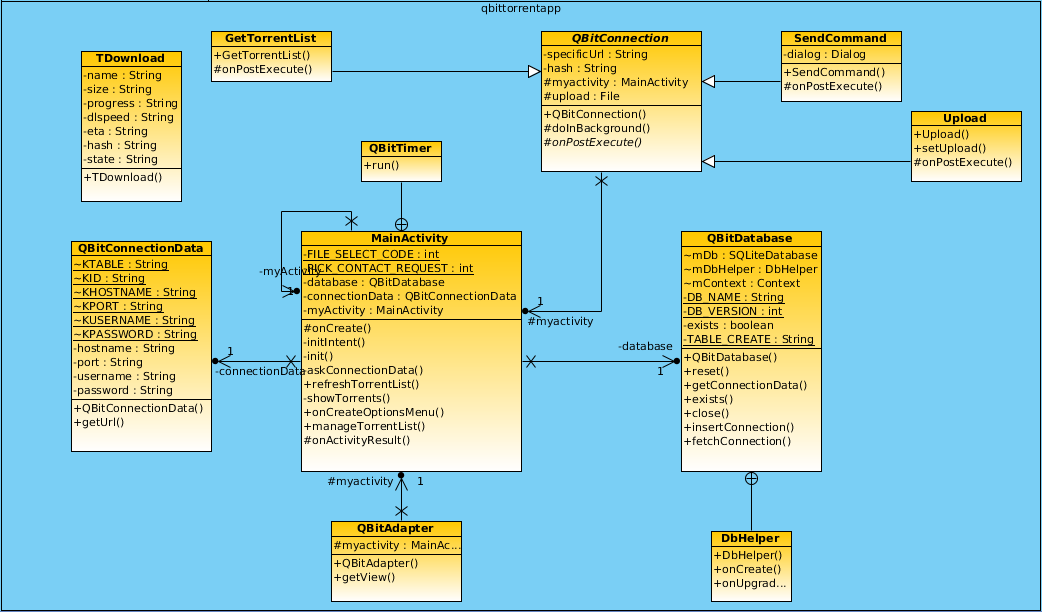 qbittorrentapp
TDownload
-name : String
-size : String
-progress : String
-dlspeed : String
-eta : String
-hash : String
-state : String
+TDownload()
GetTorrentList
+GetTorrentList()
#onPostExecute()
QBitConnection
-specificUrl : String
-hash : String
#myactivity : MainActivity
#upload : File
+QBitConnection()
#doInBackground()
#onPostExecute()
SendCommand
-dialog : Dialog
+SendCommand()
#onPostExecute()
Upload
+Upload()
+setUpload()
#onPostExecute()
QBitTimer
+run()
QBitConnectionData
~KTABLE : String
~KID : String
~KHOSTNAME : String
~KPORT : String
~KUSERNAME : String
~KPASSWORD : String
-hostname : String
-port : String
-username : String
-password : String
+QBitConnectionData()
+getUrl()
-myActivity
1
MainActivity
-FILE_SELECT_CODE : int
-PICK_CONTACT_REQUEST : int
-database : QBitDatabase
-connectionData : QBitConnectionData
-myActivity : MainActivity
#onCreate()
-initIntent()
-init()
-askConnectionData()
+refreshTorrentList()
-showTorrents()
+onCreateOptionsMenu()
+manageTorrentList()
#onActivityResult()
1
-connectionData
1
#myactivity
-database
1
QBitDatabase
~mDb : SQLiteDatabase
~mDbHelper : DbHelper
~mContext : Context
-DB_NAME : String
-DB_VERSION : int
-exists : boolean
-TABLE_CREATE : String
+QBitDatabase()
+reset()
+getConnectionData()
+exists()
+close()
+insertConnection()
+fetchConnection()
#myactivity 1
QBitAdapter
#myactivity : MainAc...
+QBitAdapter()
+getView()
DbHelper
+DbHelper()
+onCreate()
+onUpgrad...